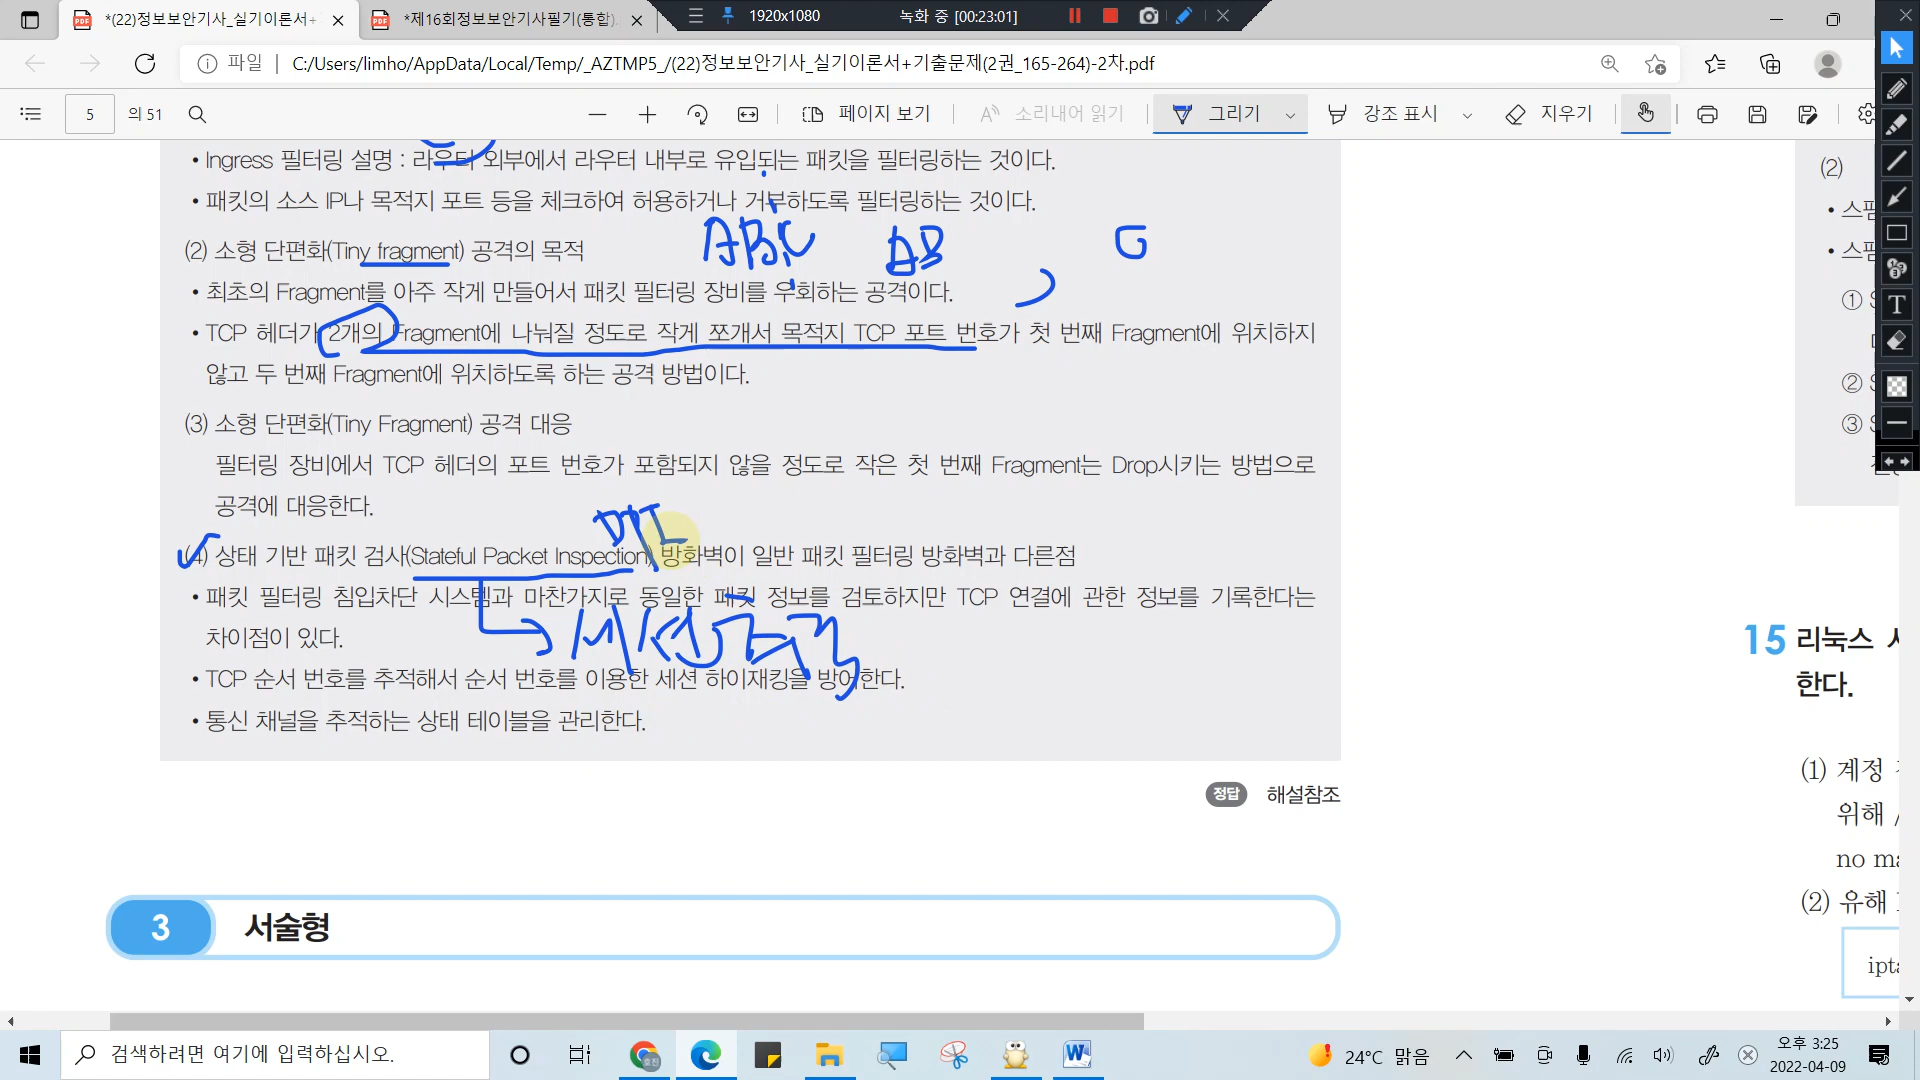 *(22)정보보안기사_실기이론서+
*제16회정보보안기사필기(통합).
1920x1080
녹화 중 [00:23:01]
파일
C:/Users/limho/AppData/Local/Temp/_AZTMP5_/(22)정보보안기사_실기이론서+기출문제(2권_165-264)-2차.pdf
5 의 51
페이지 보기
소리내어 읽기
그리기
강조 표시
지우기
• Ingress 필터링 설명 : 라우터 외부에서 라우터 내부로 유입되는 패킷을 필터링하는 것이다.
• 패킷의 소스 IP나 목적지 포트 등을 체크하여 허용하거나 거부하도록 필터링하는 것이다.
ABC AB
(2) 소형 단편화(Tiny fragment) 공격의 목적
• 최초의 Fragment를 아주 작게 만들어서 패킷 필터링 장비를 우회하는 공격이다.
• TCP 헤더가 2개의 Fragment에 나눠질 정도로 작게 쪼개서 목적지 TCP 포트 번호가 첫 번째 Fragment에 위치하지
않고 두 번째 Fragment에 위치하도록 하는 공격 방법이다.
(3) 소형 단편화(Tiny Fragment) 공격 대응
필터링 장비에서 TCP 헤더의 포트 번호가 포함되지 않을 정도로 작은 첫 번째 Fragment는 Drop시키는 방법으로
공격에 대응한다.
(4) 상태 기반 패킷 검사(Stateful Packet Inspection) 방화벽이 일반 패킷 필터링 방화벽과 다른점
• 패킷 필터링 침입차단 시스템과 마찬가지로 동일한 패킷 정보를 검토하지만 TCP 연결에 관한 정보를 기록한다는
차이점이 있다.
• TCP 순서 번호를 추적해서 순서 번호를 이용한 세션 하이재킹을 방어한다.
• 통신 채널을 추적하는 상태 테이블을 관리한다.
정답 해설참조
3 서술형
(2)
• 스팸
①
②
③
15 리눅스
한다.
(1) 계정
위해
no
(2) 유해
ipta
검색하려면 여기에 입력하십시오.
24°C 맑음
오후 3:25
2022-04-09